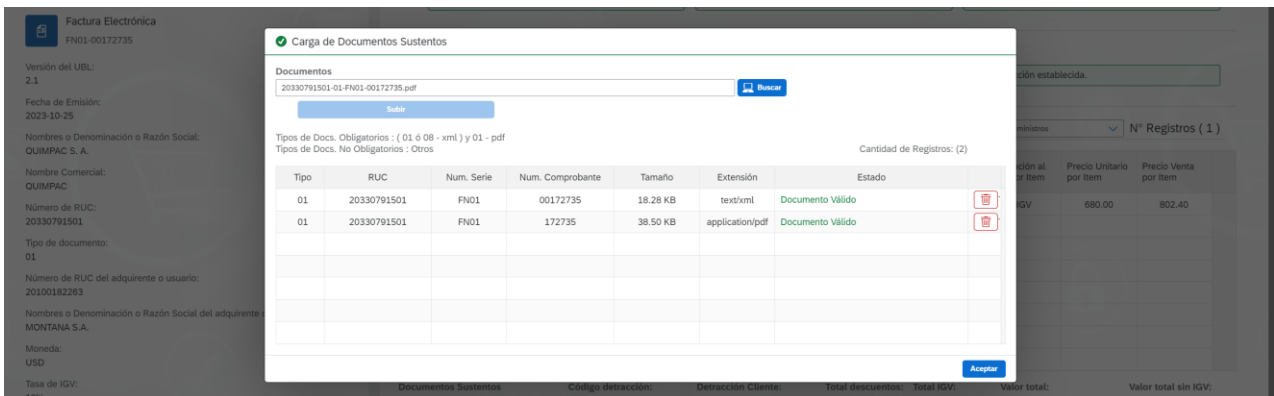 Factura Electrónica
FN01-00172735
Versión del UBL:
2.1
Fecha de Emisión:
2023-10-25
Nombres o Denominación o Razón Social:
QUIMPAC S. A.
Nombre Comercial:
QUIMPAC
Número de RUC:
20330791501
Tipo de documento:
01
Número de RUC del adquirente o usuario:
20100182263
Nombres o Denominación o Razón Social del adquirente
MONTANA S.A.
Moneda:
USD
Tasa de IGV:
Carga de Documentos Sustentos
Documentos
20330791501-01-FN01-00172735.pdf
Buscar
Subir
Tipos de Docs. Obligatorios : ( 01 ó 08 - xml ) y 01 - pdf
Tipos de Docs. No Obligatorios : Otros
Cantidad de Registros: (2)
Tipo RUC Num. Serie Num. Comprobante Tamaño Extensión Estado
01 20330791501 FN01 00172735 18.28 KB text/xml Documento Válido
01 20330791501 FN01 172735 38.50 KB application/pdf Documento Válido
Aceptar
ción establecida.
ministros
N° Registros ( 1 )
ción al Precio Unitario Precio Venta
or Item por Item por Item
IGV 680.00 802.40
Documentos Sustentos Código detracción: Detracción Cliente: Total descuentos: Total IGV: Valor total: Valor total sin IGV: